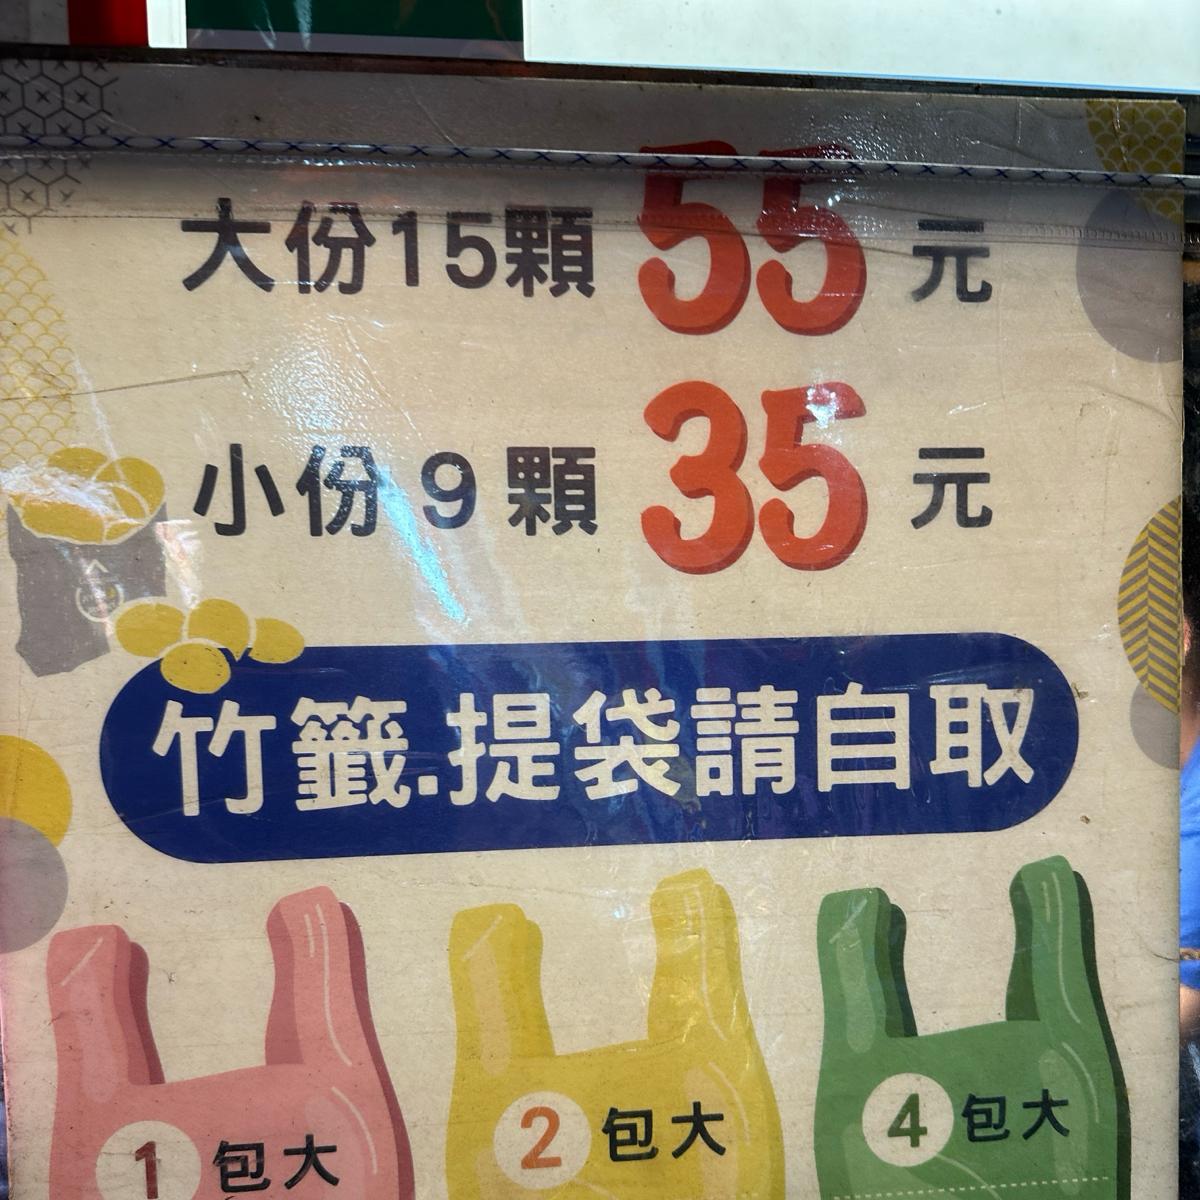 大份15顆 55 元
小份 9 顆 35 元
竹籤.提袋請自取
1 包大
2 包大
4 包大